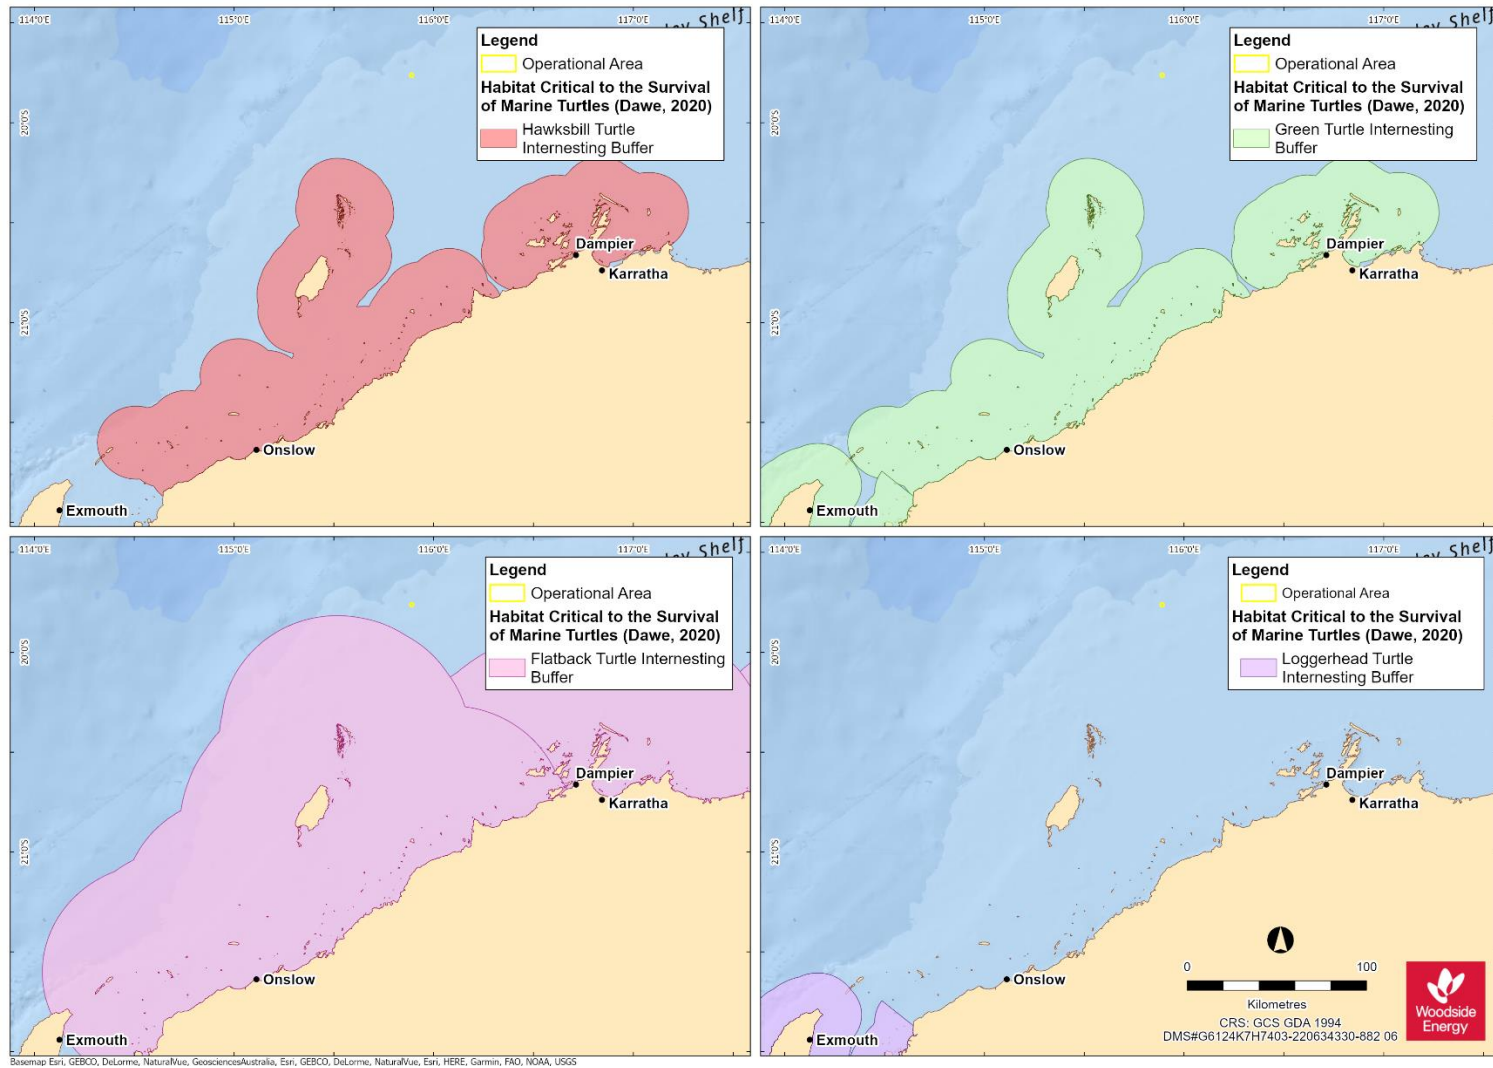 114°0'E 115°0'E 116°0'E 117°0'E
Shelf
20°0'S
21°0'S
Legend
Operational Area
Habitat Critical to the Survival
of Marine Turtles (Dawe, 2020)
Hawksbill Turtle
Internesting Buffer
Dampier
Karratha
Onslow
Exmouth
114°0'E 115°0'E 116°0'E 117°0'E
Shelf
20°0'S
21°0'S
Legend
Operational Area
Habitat Critical to the Survival
of Marine Turtles (Dawe, 2020)
Green Turtle Internesting
Buffer
Dampier
Karratha
Onslow
Exmouth
114°0'E 115°0'E 116°0'E 117°0'E
Shelf
20°0'S
21°0'S
Legend
Operational Area
Habitat Critical to the Survival
of Marine Turtles (Dawe, 2020)
Flatback Turtle Internesting
Buffer
Dampier
Karratha
Onslow
Exmouth
114°0'E 115°0'E 116°0'E 117°0'E
Shelf
20°0'S
21°0'S
Legend
Operational Area
Habitat Critical to the Survival
of Marine Turtles (Dawe, 2020)
Loggerhead Turtle
Internesting Buffer
Dampier
Karratha
Onslow
Exmouth
0 100
Kilometres
CRS: GCS GDA 1994
DMS#G6124K7H7403-220634330-882 06
Woodside
Energy
Basemap Esri, GEBCO, DeLorme, NaturalVue, GeosciencesAustralia, Esri, GEBCO, DeLorme, NaturalVue, Esri, HERE, Garmin, FAO, NOAA, USGS